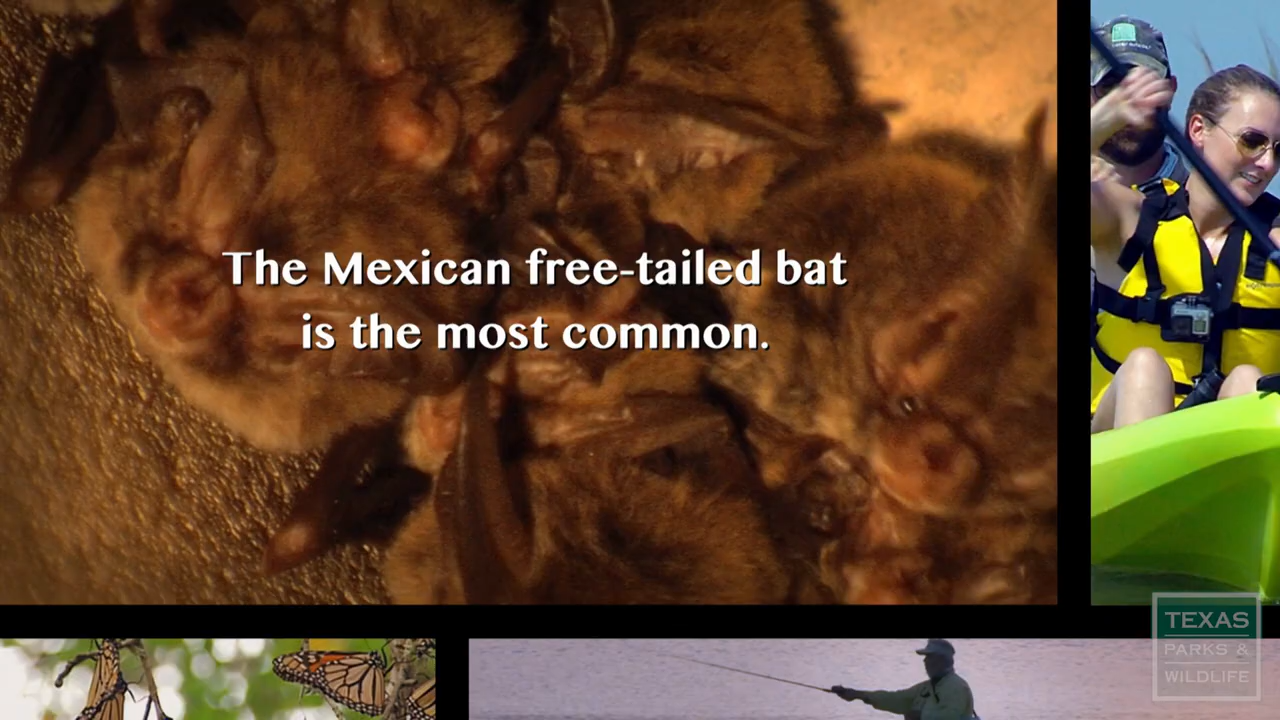 The Mexican free-tailed bat
is the most common.
TEXAS
PARKS &
WILDLIFE